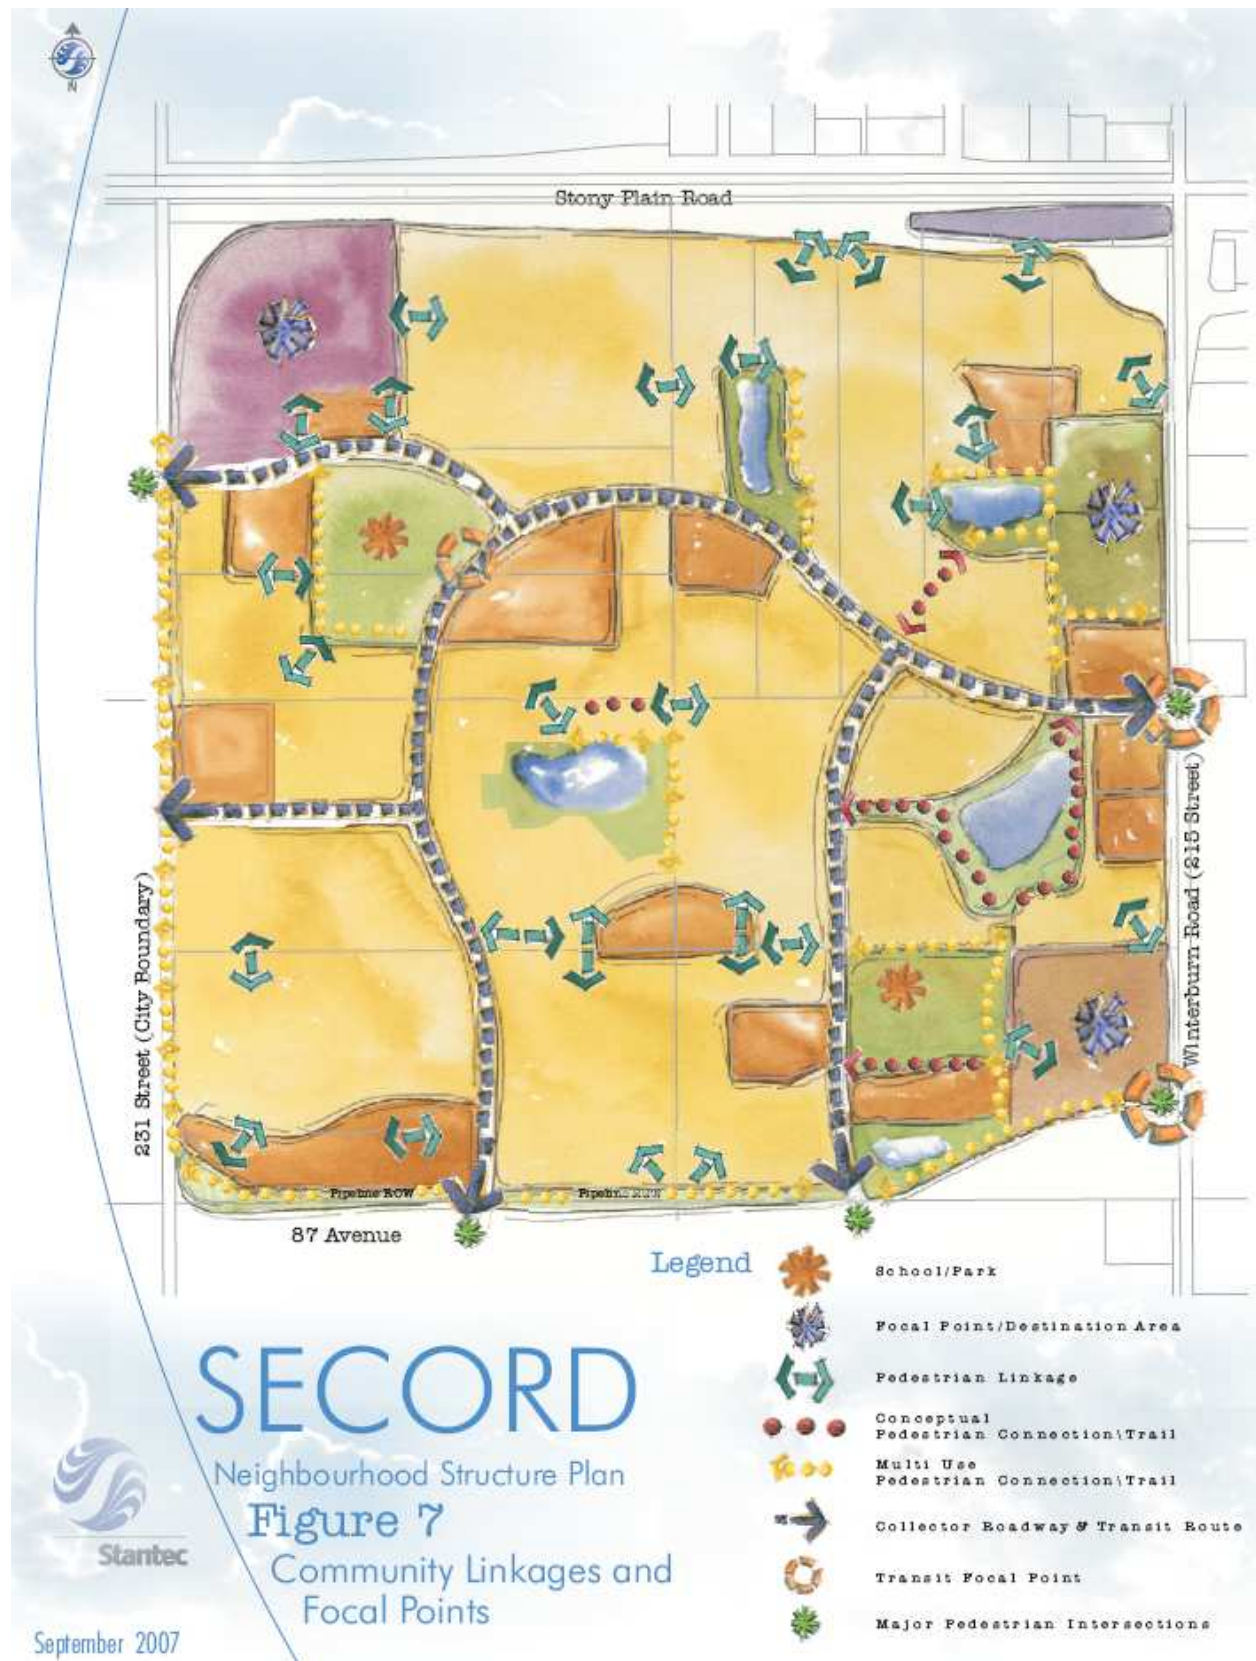 N
Stony Plain Road
231 Street (City Boundary)
Winterburn Road (215 Street)
Pipeline ROW
Pipeline ROW
87 Avenue
Legend
School/Park
Focal Point/Destination Area
Pedestrian Linkage
Conceptual
Pedestrian Connection\Trail
Multi Use
Pedestrian Connection\Trail
Collector Roadway & Transit Route
Transit Focal Point
Major Pedestrian Intersections
SECORD
Neighbourhood Structure Plan
Figure 7
Community Linkages and
Focal Points
Stantec
September 2007